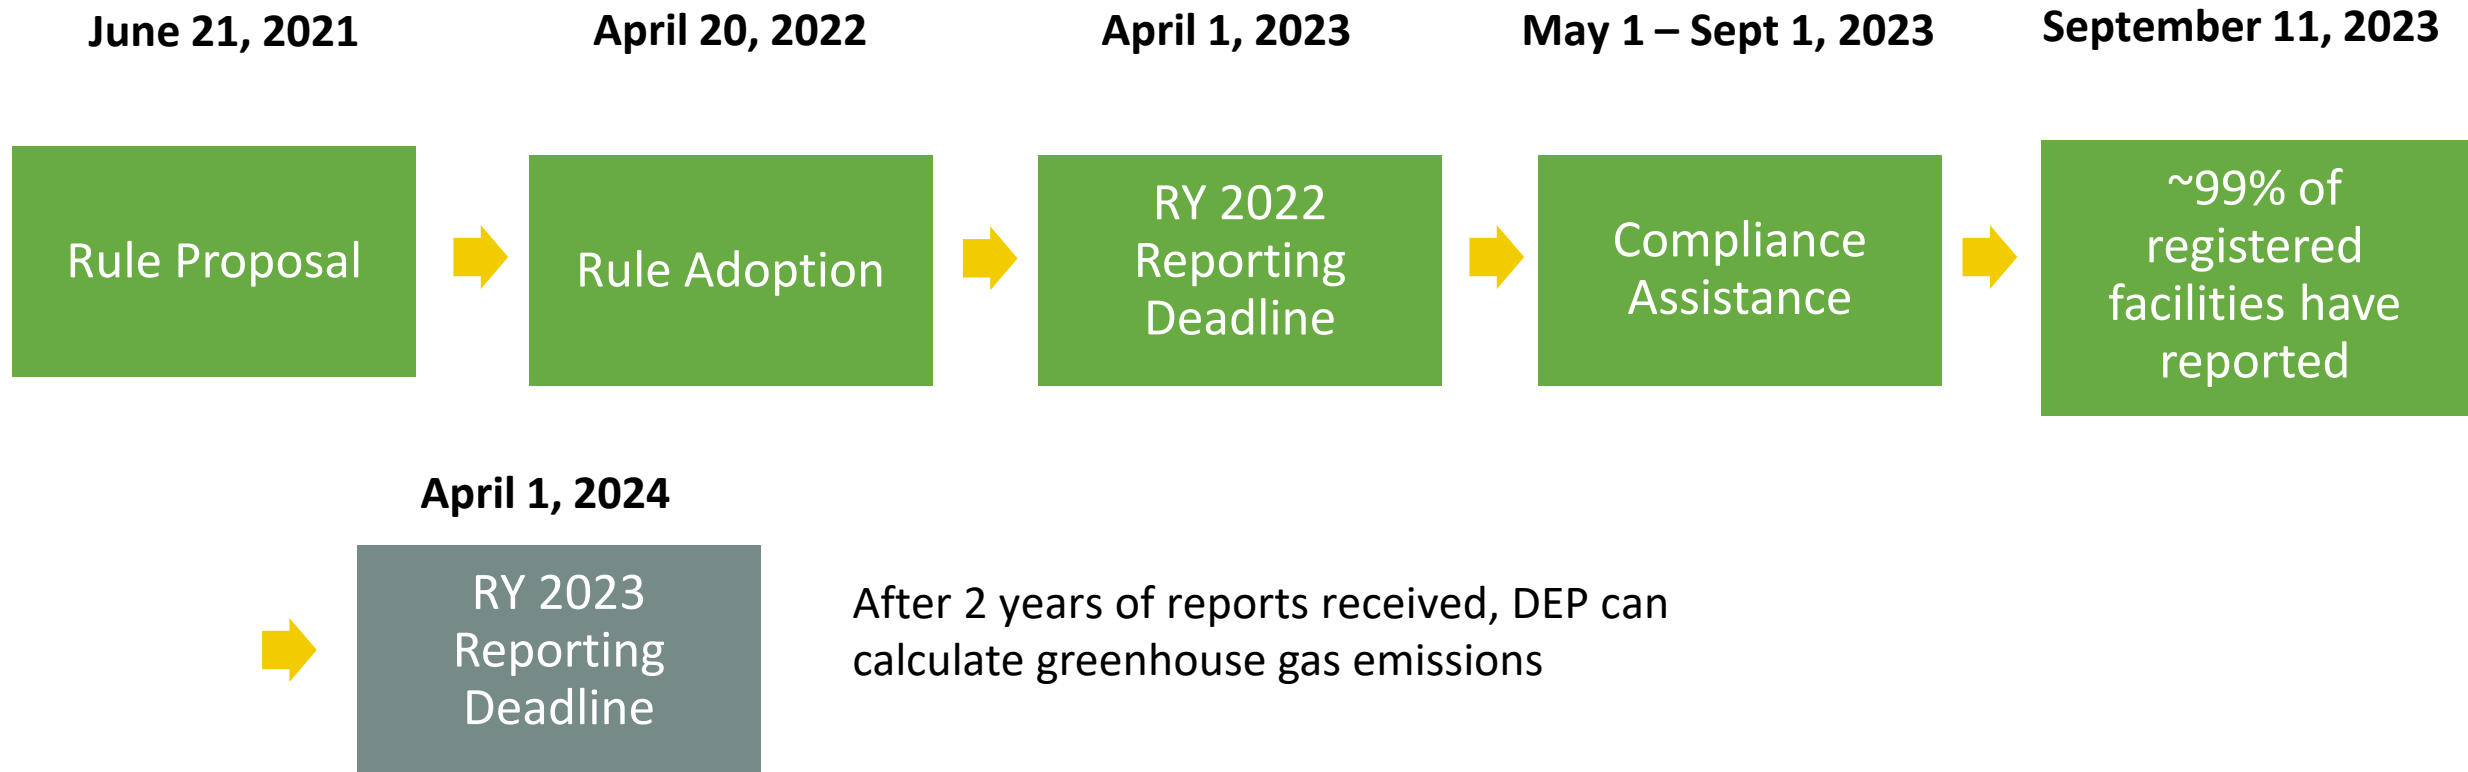 June 21, 2021
April 20, 2022
April 1, 2023
May 1 – Sept 1, 2023
September 11, 2023
Rule Proposal
Rule Adoption
RY 2022
Reporting
Deadline
Compliance
Assistance
~99% of
registered
facilities have
reported
April 1, 2024
RY 2023
Reporting
Deadline
After 2 years of reports received, DEP can
calculate greenhouse gas emissions